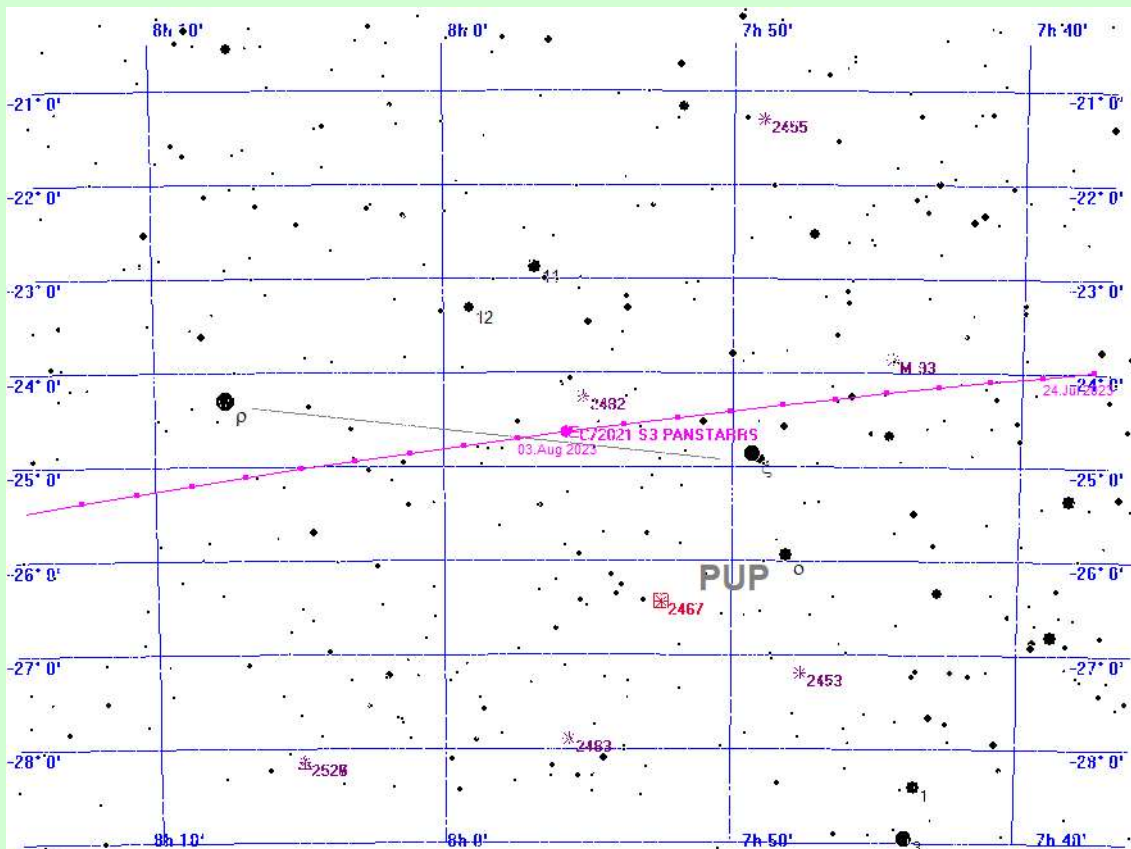 8h 10' 8h 0' 7h 50' 7h 40'
-21° 0' -21° 0'
2455
-22° 0' -22° 0'
11
-23° 0' -23° 0'
12
M 93
-24° 0' -24° 0'
24.Jul 2023
2482
ρ
C/2021 S3 PANSTARRS
03.Aug 2023
ξ
-25° 0' -25° 0'
o
-26° 0' PUP -26° 0'
2467
-27° 0' -27° 0'
2453
2483
-28° 0' -28° 0'
1
8h 10' 8h 0' 7h 50' 7h 40'
3